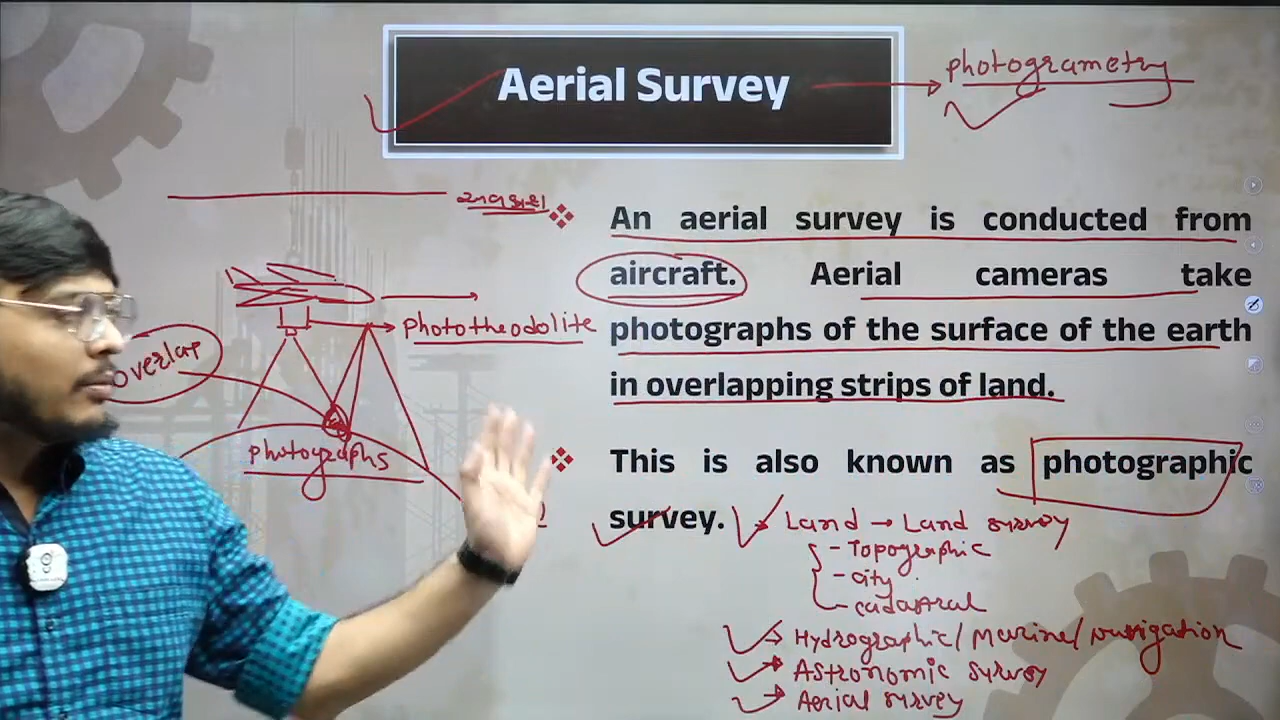 Aerial Survey
photogrametry
An aerial survey is conducted from
aircraft. Aerial cameras take
photographs of the surface of the earth
in overlapping strips of land.
phototheodolite
overlap
photographs
This is also known as photographic
survey.
Land → Land survey
- Topographic
- city
- cadastral
Hydrographic/Marine/Navigation
Astronomic survey
Aerial survey